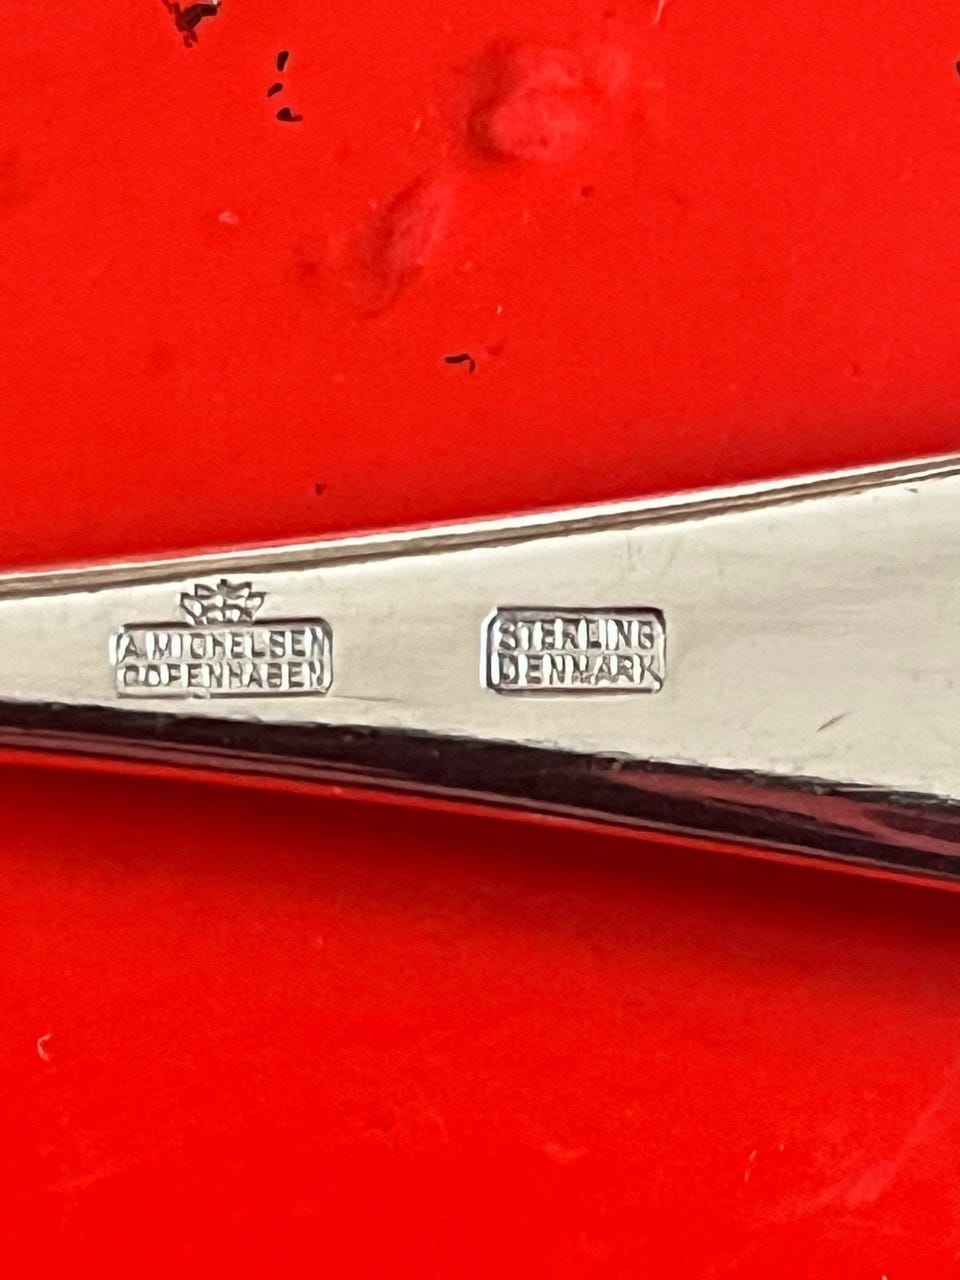 A.MICHELSEN
COPENHAGEN
STERLING
DENMARK